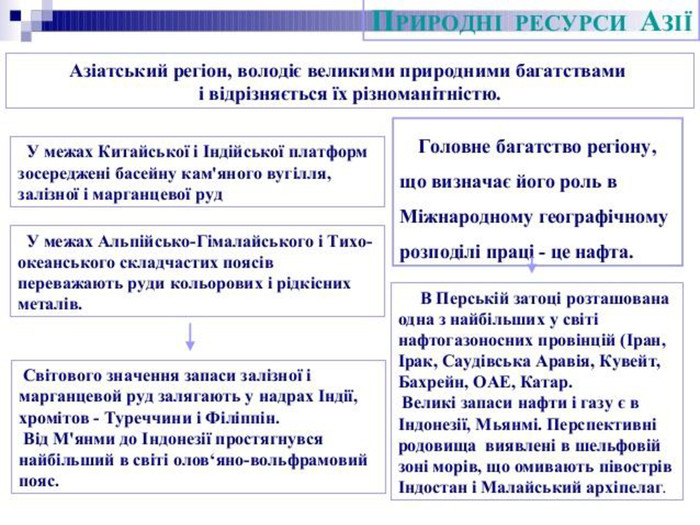 ПРИРОДНІ РЕСУРСИ АЗІЇ
Азіатський регіон, володіє великими природними багатствами
і відрізняється їх різноманітністю.
У межах Китайської і Індійської платформ
зосереджені басейну кам'яного вугілля,
залізної і марганцевої руд
У межах Альпійсько-Гімалайського і Тихо-
океанського складчастих поясів
переважають руди кольорових і рідкісних
металів.
Світового значення запаси залізної і
марганцевой руд залягають у надрах Індії,
хромітов - Туреччини і Філіппін.
Від М'янми до Індонезії простягнувся
найбільший в світі олов‘яно-вольфрамовий
пояс.
Головне багатство регіону,
що визначає його роль в
Міжнародному географічному
розподілі праці - це нафта.
В Перській затоці розташована
одна з найбільших у світі
нафтогазоносних провінцій (Іран,
Ірак, Саудівська Аравія, Кувейт,
Бахрейн, ОАЕ, Катар.
Великі запаси нафти і газу є в
Індонезії, Мьянмі. Перспективні
родовища виявлені в шельфовій
зоні морів, що омивають півострів
Індостан і Малайський архіпелаг.